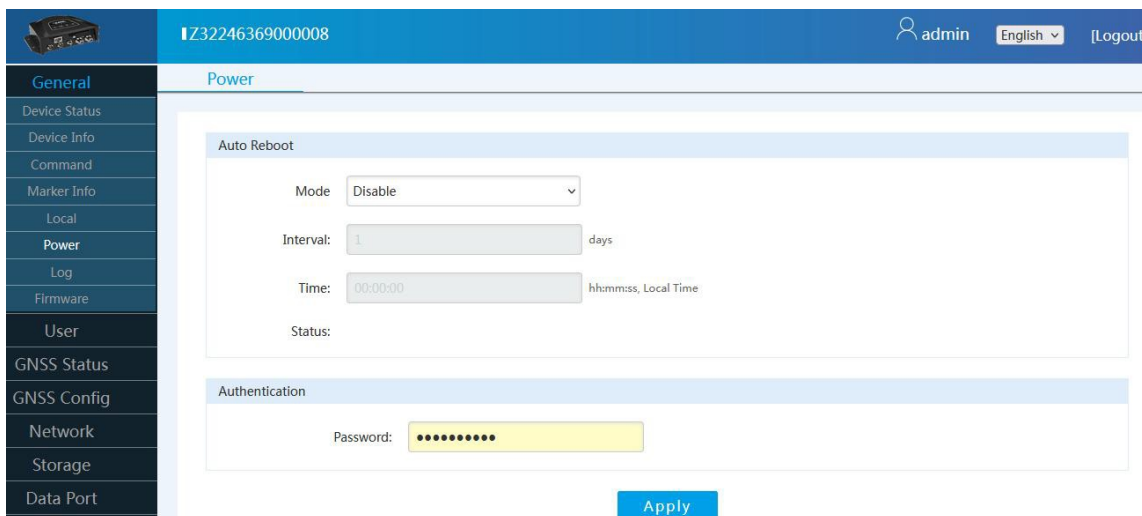 Z32246369000008
admin
English
[Logout
General
Device Status
Device Info
Command
Marker Info
Local
Power
Log
Firmware
User
GNSS Status
GNSS Config
Network
Storage
Data Port
Power
Auto Reboot
Mode Disable
Interval: 1 days
Time: 00:00:00 hh:mm:ss, Local Time
Status:
Authentication
Password: ••••••••••
Apply